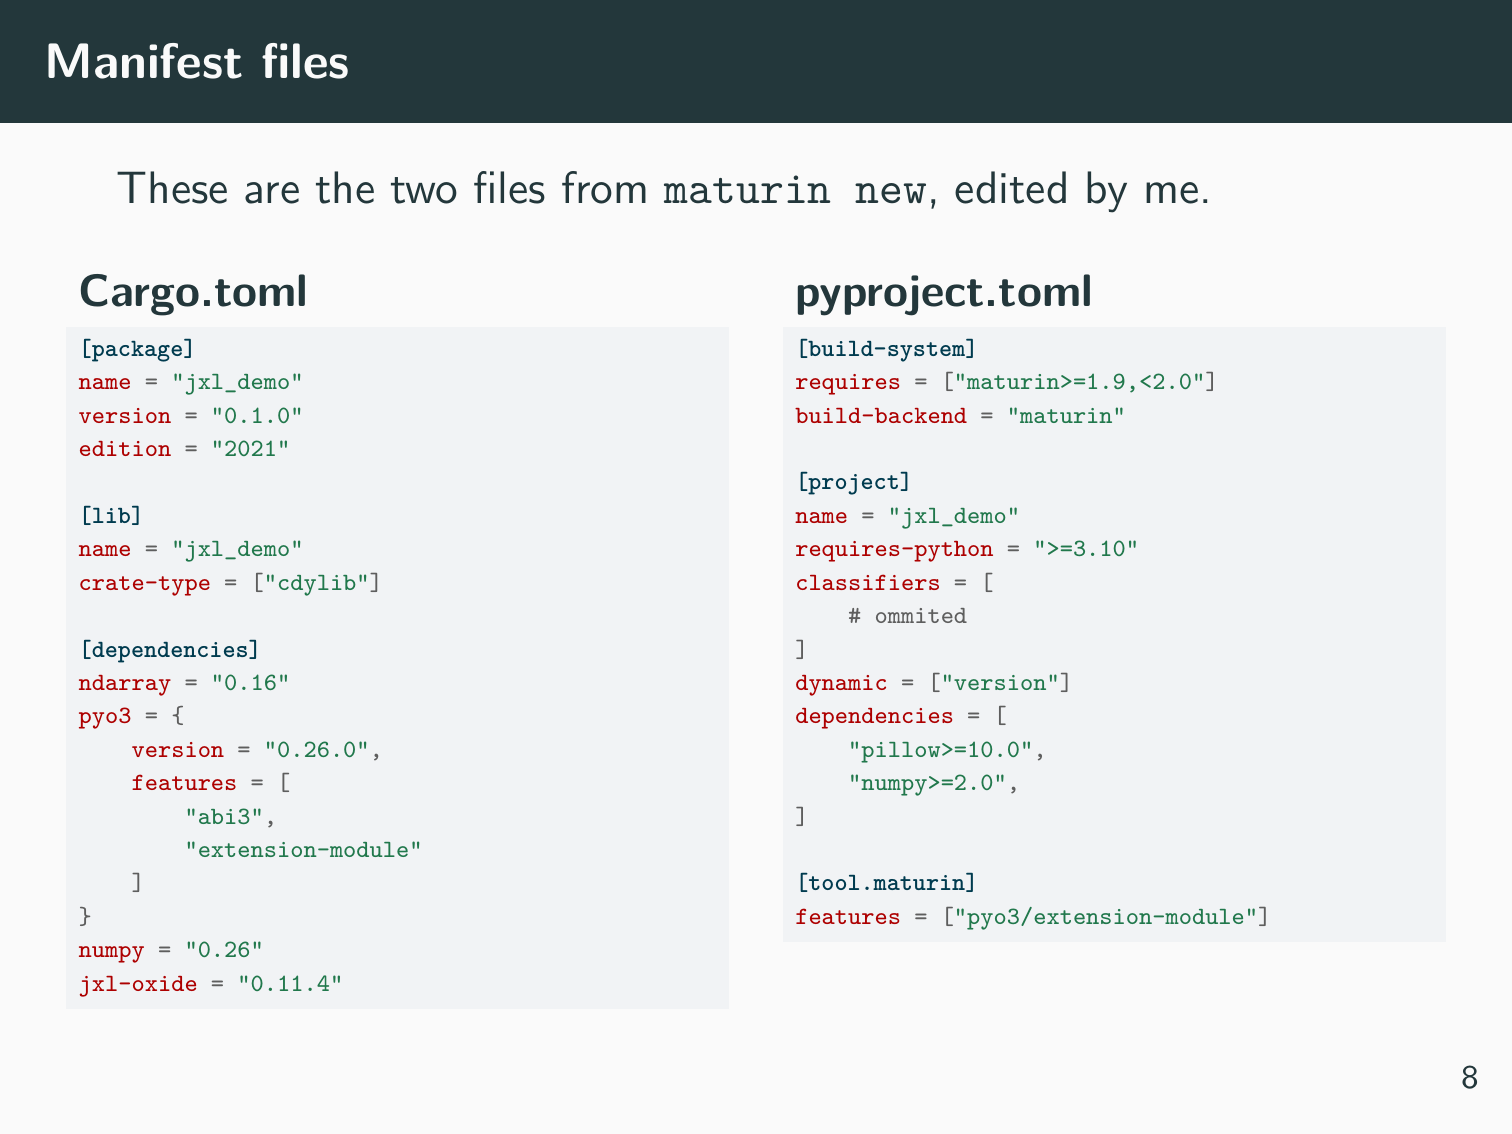 Manifest files
These are the two files from maturin new, edited by me.
Cargo.toml
[package]
name = "jxl_demo"
version = "0.1.0"
edition = "2021"

[lib]
name = "jxl_demo"
crate-type = ["cdylib"]

[dependencies]
ndarray = "0.16"
pyo3 = {
    version = "0.26.0",
    features = [
        "abi3",
        "extension-module"
    ]
}
numpy = "0.26"
jxl-oxide = "0.11.4"
pyproject.toml
[build-system]
requires = ["maturin>=1.9,<2.0"]
build-backend = "maturin"

[project]
name = "jxl_demo"
requires-python = ">=3.10"
classifiers = [
    # ommited
]
dynamic = ["version"]
dependencies = [
    "pillow>=10.0",
    "numpy>=2.0",
]

[tool.maturin]
features = ["pyo3/extension-module"]
8